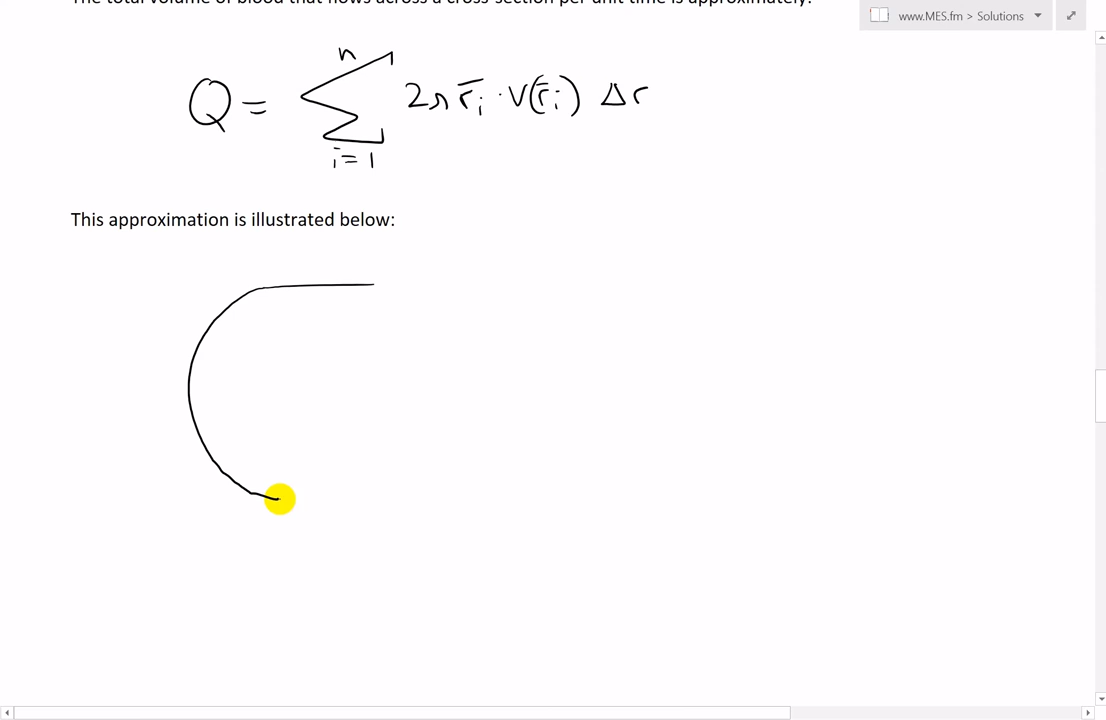 The total volume of blood that flows across a cross-section per unit time is approximately:
www.MES.fm > Solutions
Q = n ∑ i=1 2π r̄ᵢ · v(r̄ᵢ) Δr
This approximation is illustrated below: